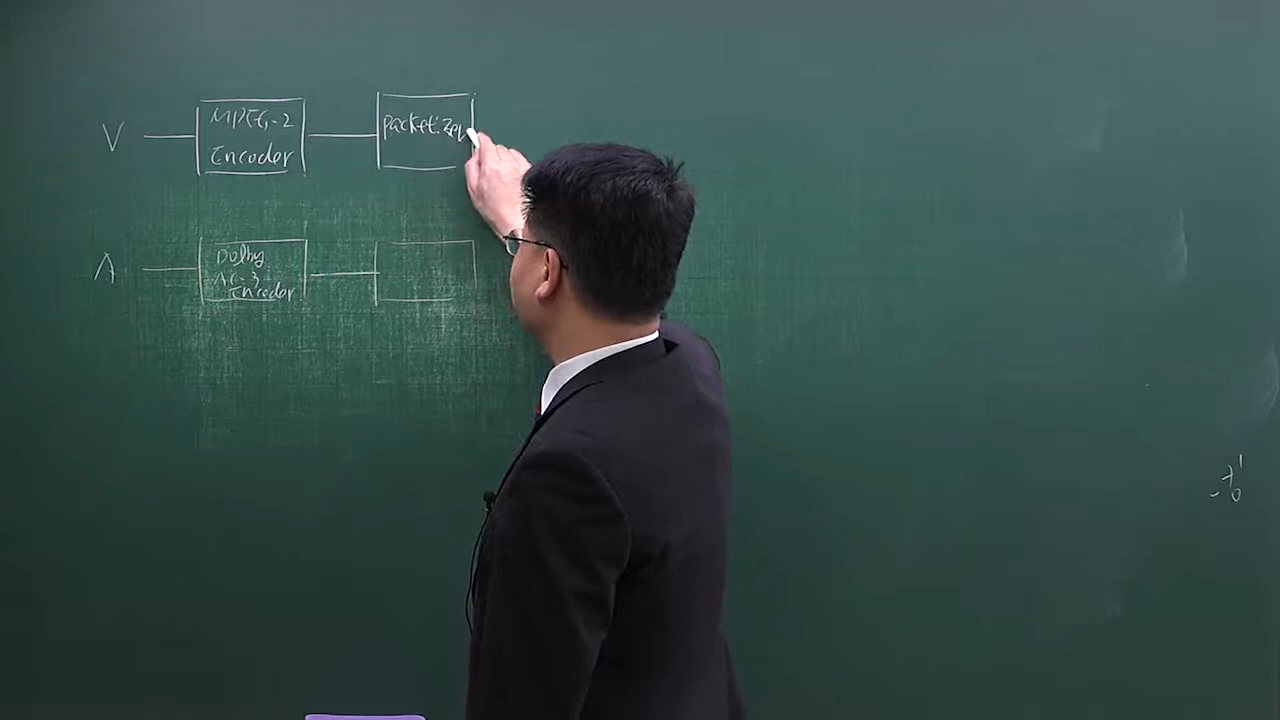 V
MPEG-2
Encoder
packetizer
A
Dolby
AC-3
Encoder